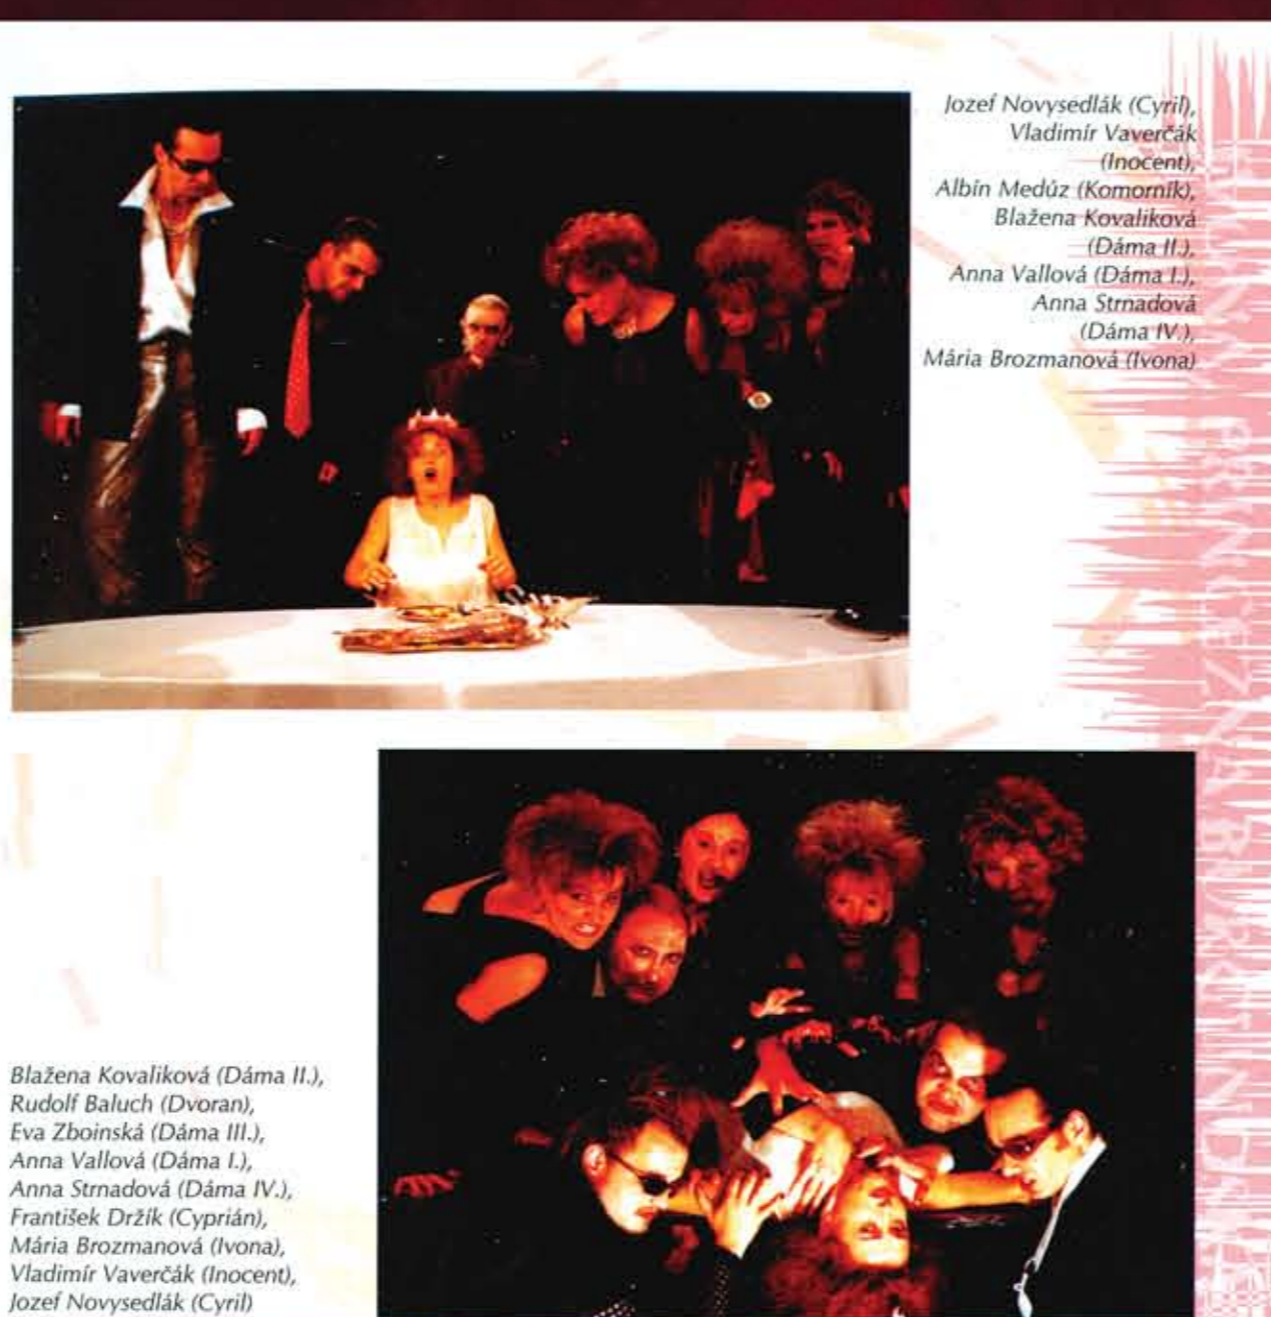 Jozef Novysedlák (Cyril),
Vladimír Vaverčák
(Inocent),
Albín Medúz (Komorník),
Blažena Kovaliková
(Dáma II.),
Anna Vallová (Dáma I.),
Anna Strnadová
(Dáma IV.),
Mária Brozmanová (Ivona)
Blažena Kovaliková (Dáma II.),
Rudolf Baluch (Dvoran),
Eva Zboinská (Dáma III.),
Anna Vallová (Dáma I.),
Anna Strnadová (Dáma IV.),
František Držík (Cyprián),
Mária Brozmanová (Ivona),
Vladimír Vaverčák (Inocent),
Jozef Novysedlák (Cyril)